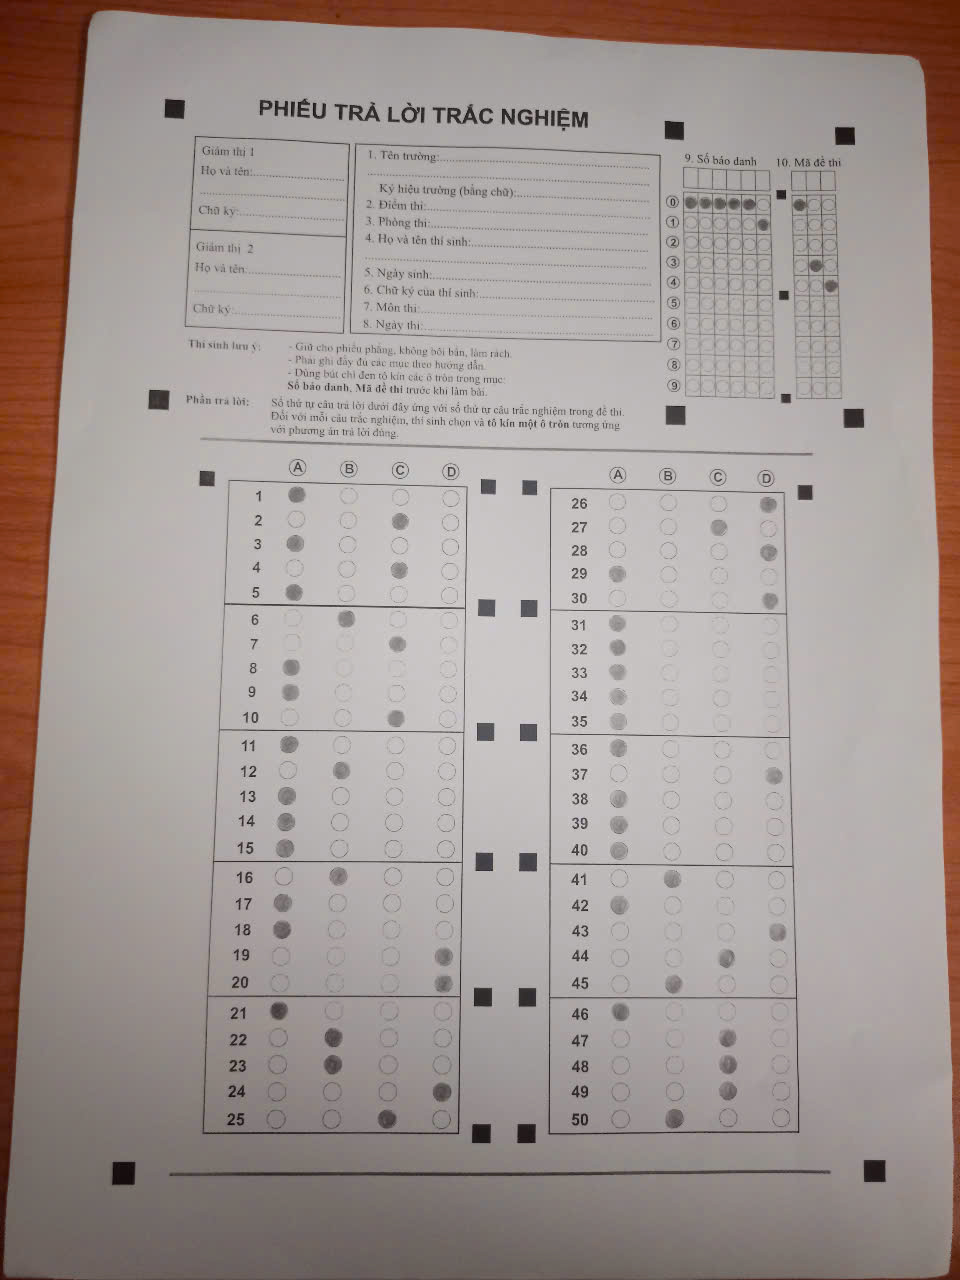 PHIẾU TRẢ LỜI TRẮC NGHIỆM
Giám thị 1
Họ và tên:
Chữ ký:
Giám thị 2
Họ và tên:
Chữ ký:
1. Tên trường:
Ký hiệu trường (bằng chữ):
2. Điểm thi:
3. Phòng thi:
4. Họ và tên thí sinh:
5. Ngày sinh:
6. Chữ ký của thí sinh:
7. Môn thi:
8. Ngày thi:
9. Số báo danh
10. Mã đề thi
0
1
2
3
4
5
6
7
8
9
Thí sinh lưu ý:
- Giữ cho phiếu phẳng, không bôi bẩn, làm rách.
- Phải ghi đầy đủ các mục theo hướng dẫn.
- Dùng bút chì đen tô kín các ô tròn trong mục:
Số báo danh, Mã đề thi trước khi làm bài.
Phần trả lời:
Số thứ tự câu trả lời dưới đây ứng với số thứ tự câu trắc nghiệm trong đề thi.
Đối với mỗi câu trắc nghiệm, thí sinh chọn và tô kín một ô tròn tương ứng
với phương án trả lời đúng.
A B C D
1
2
3
4
5
6
7
8
9
10
11
12
13
14
15
16
17
18
19
20
21
22
23
24
25
A B C D
26
27
28
29
30
31
32
33
34
35
36
37
38
39
40
41
42
43
44
45
46
47
48
49
50